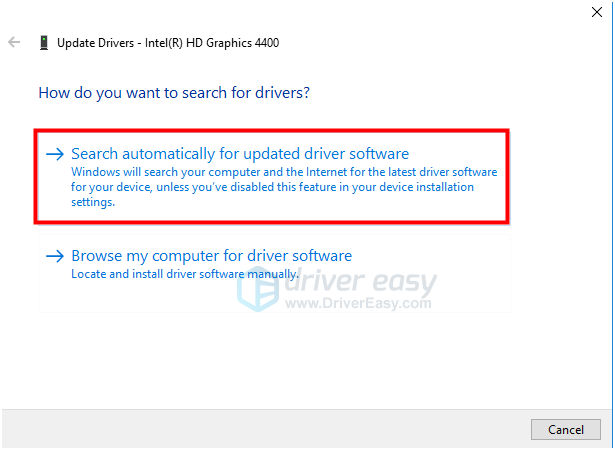 Update Drivers - Intel(R) HD Graphics 4400
How do you want to search for drivers?
Search automatically for updated driver software
Windows will search your computer and the Internet for the latest driver software
for your device, unless you've disabled this feature in your device installation
settings.
Browse my computer for driver software
Locate and install driver software manually.
driver easy
www.DriverEasy.com
Cancel